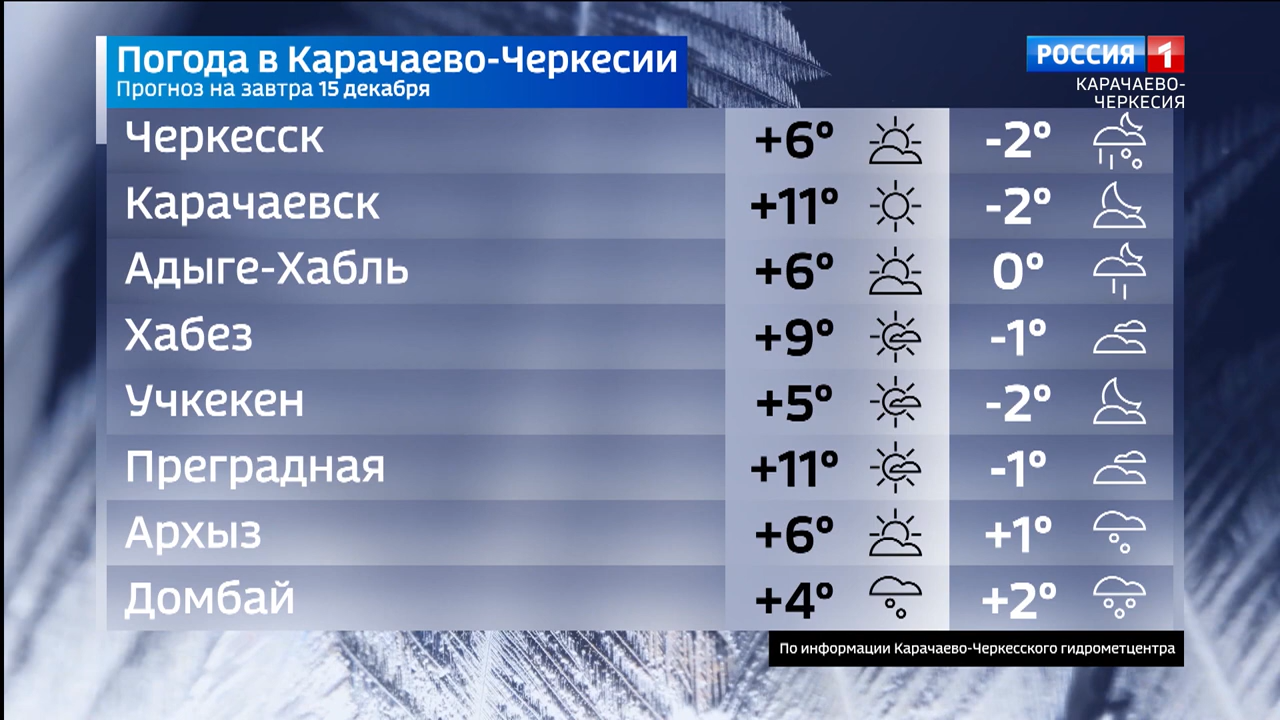 Погода в Карачаево-Черкесии
Прогноз на завтра 15 декабря
РОССИЯ 1
КАРАЧАЕВО-
ЧЕРКЕСИЯ
Черкесск +6° -2°
Карачаевск +11° -2°
Адыге-Хабль +6° 0°
Хабез +9° -1°
Учкекен +5° -2°
Преградная +11° -1°
Архыз +6° +1°
Домбай +4° +2°
По информации Карачаево-Черкесского гидрометцентра